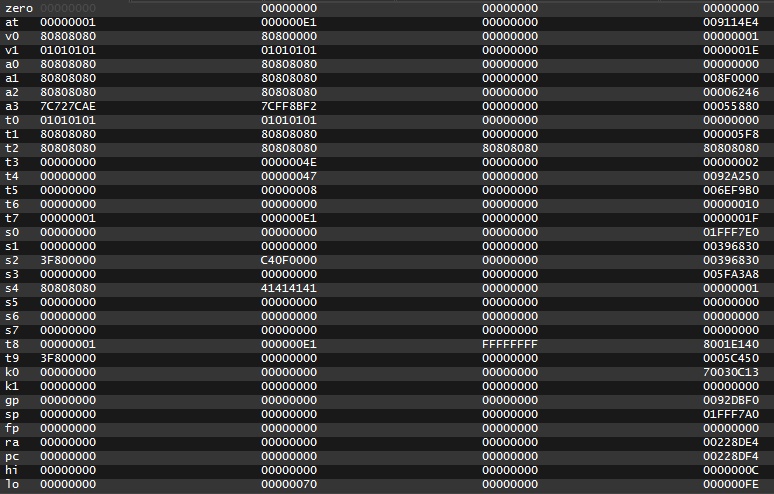 zero 00000000 00000000 00000000 00000000
at 00000001 000000E1 00000000 009114E4
v0 80808080 80800000 00000000 00000001
v1 01010101 01010101 00000000 0000001E
a0 80808080 80808080 00000000 00000000
a1 80808080 80808080 00000000 008F0000
a2 80808080 80808080 00000000 00006246
a3 7C727CAE 7CFF8BF2 00000000 00055880
t0 01010101 01010101 00000000 00000000
t1 80808080 80808080 00000000 000005F8
t2 80808080 80808080 80808080 80808080
t3 00000000 0000004E 00000000 00000002
t4 00000000 00000047 00000000 0092A250
t5 00000000 00000008 00000000 006EF9B0
t6 00000000 00000000 00000000 00000010
t7 00000001 000000E1 00000000 0000001F
s0 00000000 00000000 00000000 01FFF7E0
s1 00000000 00000000 00000000 00396830
s2 3F800000 C40F0000 00000000 00396830
s3 00000000 00000000 00000000 005FA3A8
s4 80808080 41414141 00000000 00000001
s5 00000000 00000000 00000000 00000000
s6 00000000 00000000 00000000 00000000
s7 00000000 00000000 00000000 00000000
t8 00000001 000000E1 FFFFFFFF 8001E140
t9 3F800000 00000000 00000000 0005C450
k0 00000000 00000000 00000000 70030C13
k1 00000000 00000000 00000000 00000000
gp 00000000 00000000 00000000 0092DBF0
sp 00000000 00000000 00000000 01FFF7A0
fp 00000000 00000000 00000000 00000000
ra 00000000 00000000 00000000 00228DE4
pc 00000000 00000000 00000000 00228DF4
hi 00000000 00000000 00000000 0000000C
lo 00000000 00000070 00000000 000000FE